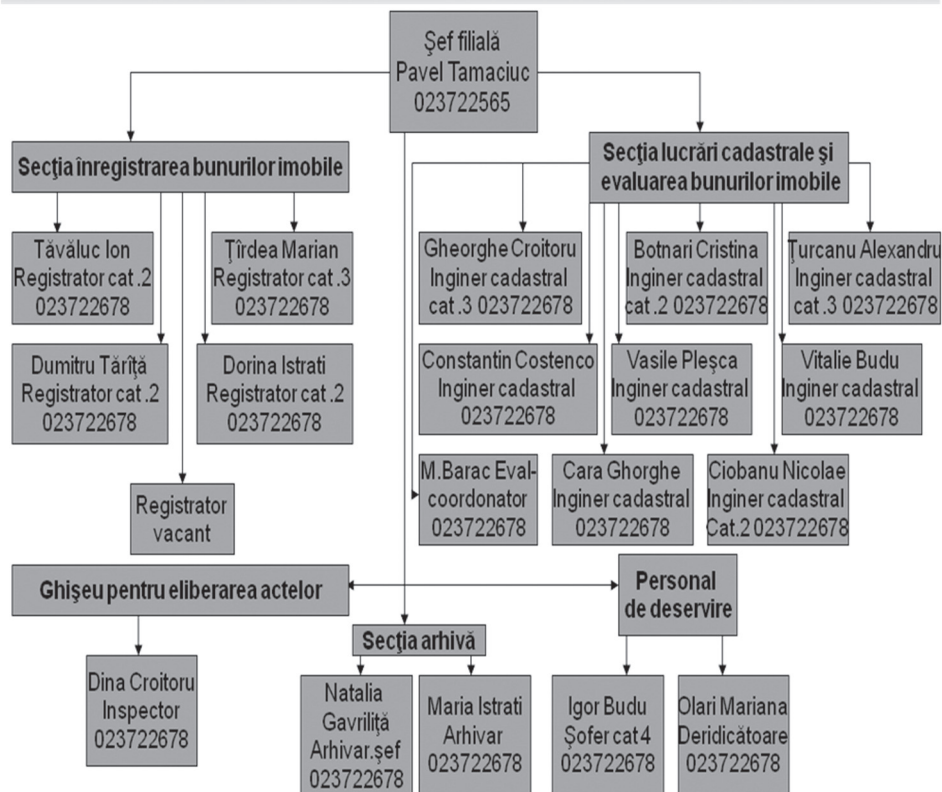 Şef filială
Pavel Tamaciuc
023722565
Secţia înregistrarea bunurilor imobile
Secţia lucrări cadastrale şi
evaluarea bunurilor imobile
Tăvăluc Ion
Registrator cat.2
023722678
Ţîrdea Marian
Registrator cat.3
023722678
Gheorghe Croitoru
Inginer cadastral
cat.3 023722678
Botnari Cristina
Inginer cadastral
cat.2 023722678
Ţurcanu Alexandru
Inginer cadastral
cat.3 023722678
Dumitru Tărîţă
Registrator cat.2
023722678
Dorina Istrati
Registrator cat.2
023722678
Constantin Costenco
Inginer cadastral
023722678
Vasile Pleşca
Inginer cadastral
023722678
Vitalie Budu
Inginer cadastral
023722678
Registrator
vacant
M.Barac Eval-
coordonator
023722678
Cara Ghorghe
Inginer cadastral
023722678
Ciobanu Nicolae
Inginer cadastral
Cat.2 023722678
Ghişeu pentru eliberarea actelor
Personal
de deservire
Secţia arhivă
Dina Croitoru
Inspector
023722678
Natalia
Gavriliţă
Arhivar.şef
023722678
Maria Istrati
Arhivar
023722678
Igor Budu
Şofer cat 4
023722678
Olari Mariana
Deridicătoare
023722678